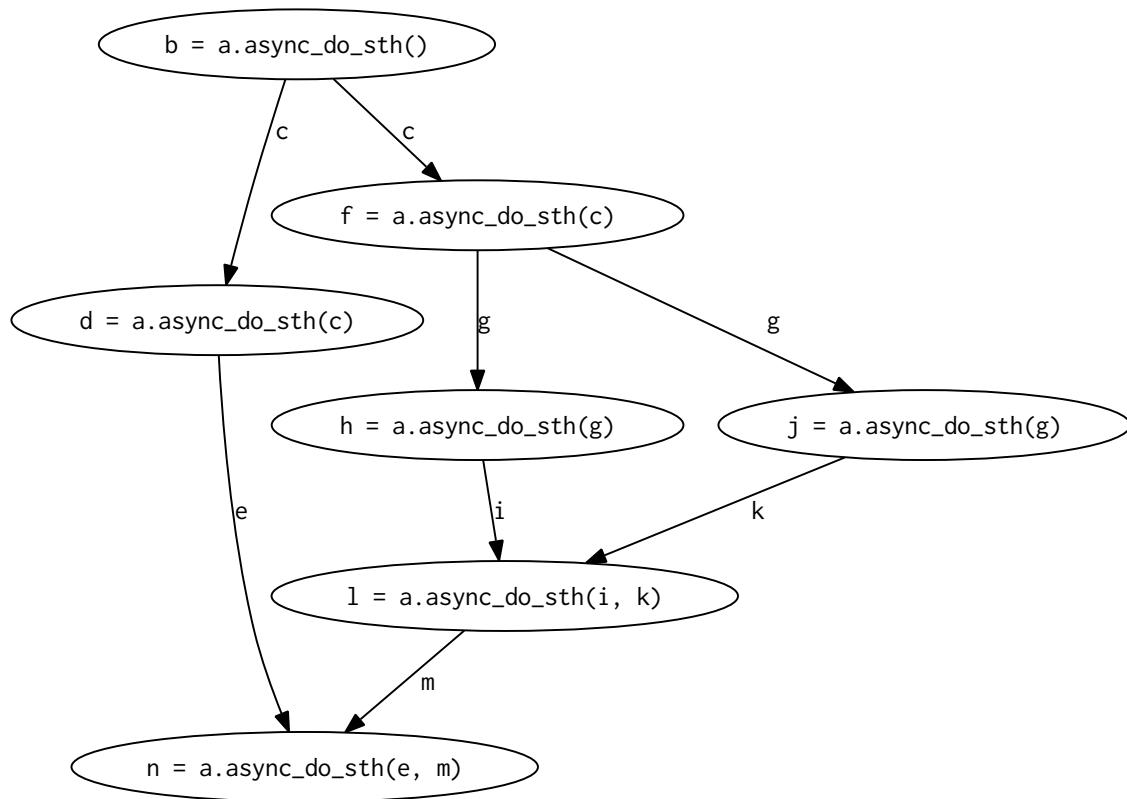 b = a.async_do_sth()
c
c
f = a.async_do_sth(c)
d = a.async_do_sth(c)
g
g
h = a.async_do_sth(g)
j = a.async_do_sth(g)
e
i
k
l = a.async_do_sth(i, k)
m
n = a.async_do_sth(e, m)